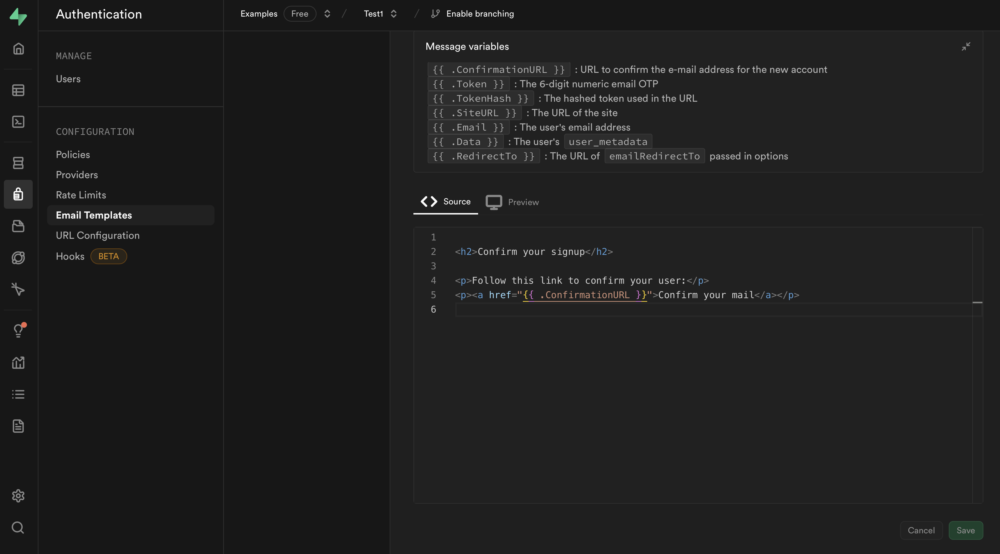 Authentication
Examples Free / Test1 / Enable branching
MANAGE
Users
CONFIGURATION
Policies
Providers
Rate Limits
Email Templates
URL Configuration
Hooks BETA
Message variables
{{ .ConfirmationURL }} : URL to confirm the e-mail address for the new account
{{ .Token }} : The 6-digit numeric email OTP
{{ .TokenHash }} : The hashed token used in the URL
{{ .SiteURL }} : The URL of the site
{{ .Email }} : The user's email address
{{ .Data }} : The user's user_metadata
{{ .RedirectTo }} : The URL of emailRedirectTo passed in options
Source Preview
1
2 <h2>Confirm your signup</h2>
3
4 <p>Follow this link to confirm your user:</p>
5 <p><a href="{{ .ConfirmationURL }}">Confirm your mail</a></p>
6
Cancel Save